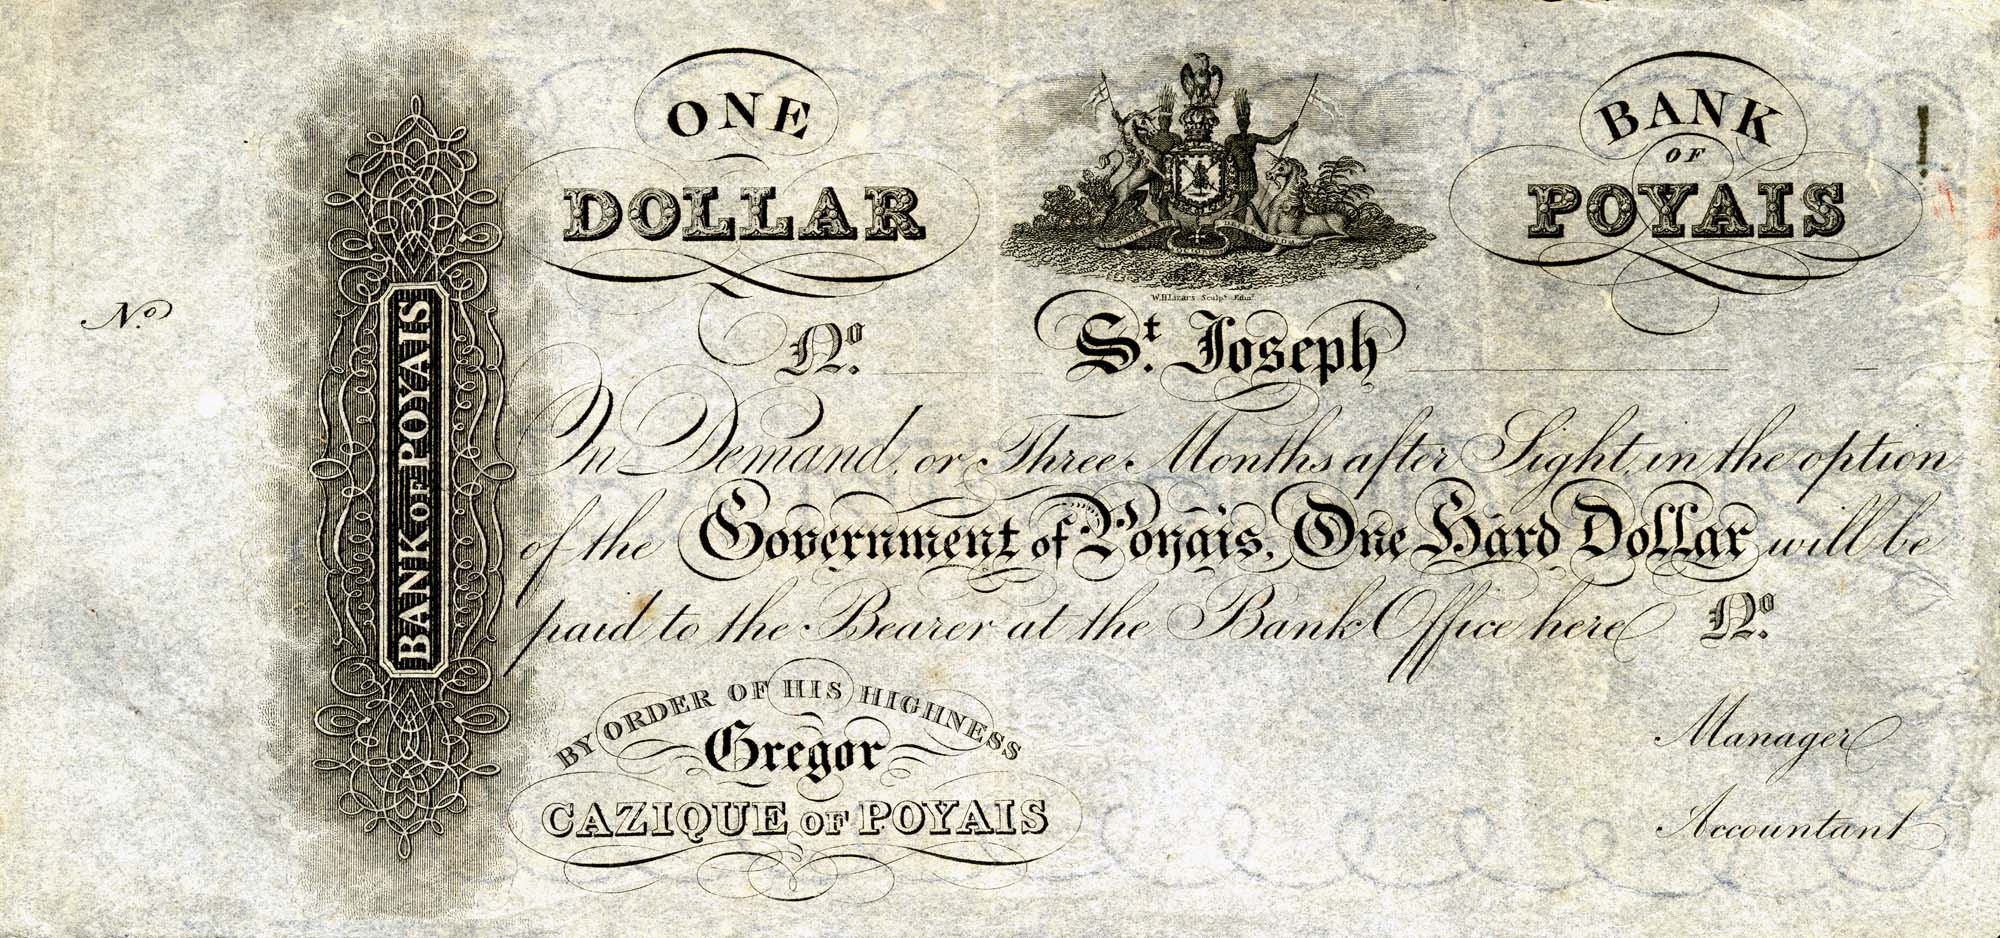 ONE
DOLLAR
BANK
OF
POYAIS
W.H.Lizars Sculpt. Edinr.
No.
No.
St. Joseph
BANK OF POYAIS
On Demand, or Three Months after Sight, in the option
of the Government of Poyais, One Hard Dollar will be
paid to the Bearer at the Bank Office here No.
BY ORDER OF HIS HIGHNESS
Gregor
CAZIQUE OF POYAIS
Manager
Accountant